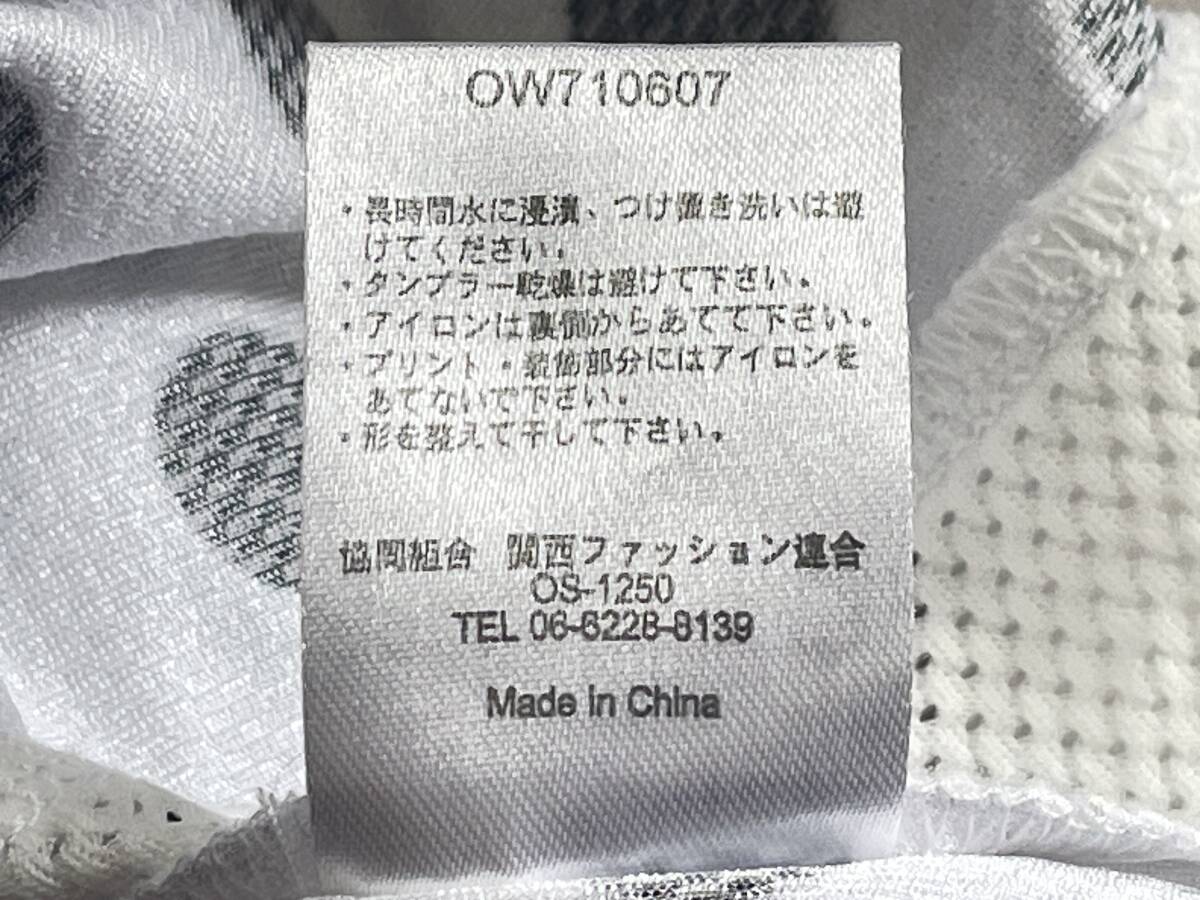 OW710607
・長時間水に浸漬、つけ置き洗いは避
けてください。
・タンブラー乾燥は避けて下さい。
・アイロンは裏側からあてて下さい。
・プリント・装飾部分にはアイロンを
あてないで下さい。
・形を整えて干して下さい。
協同組合 関西ファッション連合
OS-1250
TEL 06-6228-8139
Made in China